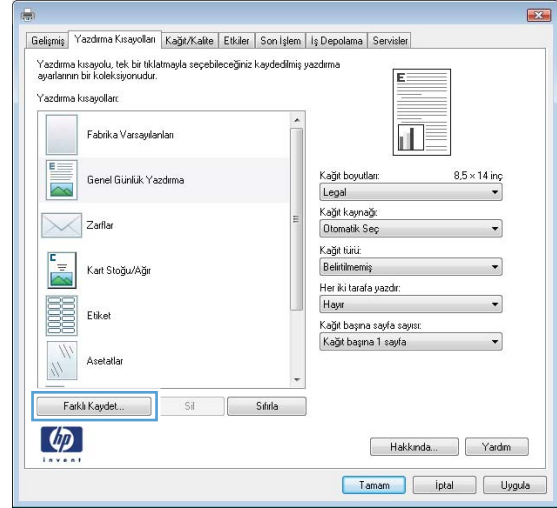 Gelişmiş Yazdırma Kısayolları Kağıt/Kalite Etkiler Son İşlem İş Depolama Servisler
Yazdırma kısayolu, tek bir tıklatmayla seçebileceğiniz kaydedilmiş yazdırma
ayarlarının bir koleksiyonudur.
Yazdırma kısayolları:
Fabrika Varsayılanları
Genel Günlük Yazdırma
Zarflar
Kart Stoğu/Ağır
Etiket
Asetatlar
Farklı Kaydet... Sil Sıfırla
E
E
C
Kağıt boyutları: 8,5 × 14 inç
Legal
Kağıt kaynağı:
Otomatik Seç
Kağıt türü:
Belirtilmemiş
Her iki tarafa yazdır:
Hayır
Kağıt başına sayfa sayısı:
Kağıt başına 1 sayfa
hp
invent
Hakkında... Yardım
Tamam İptal Uygula